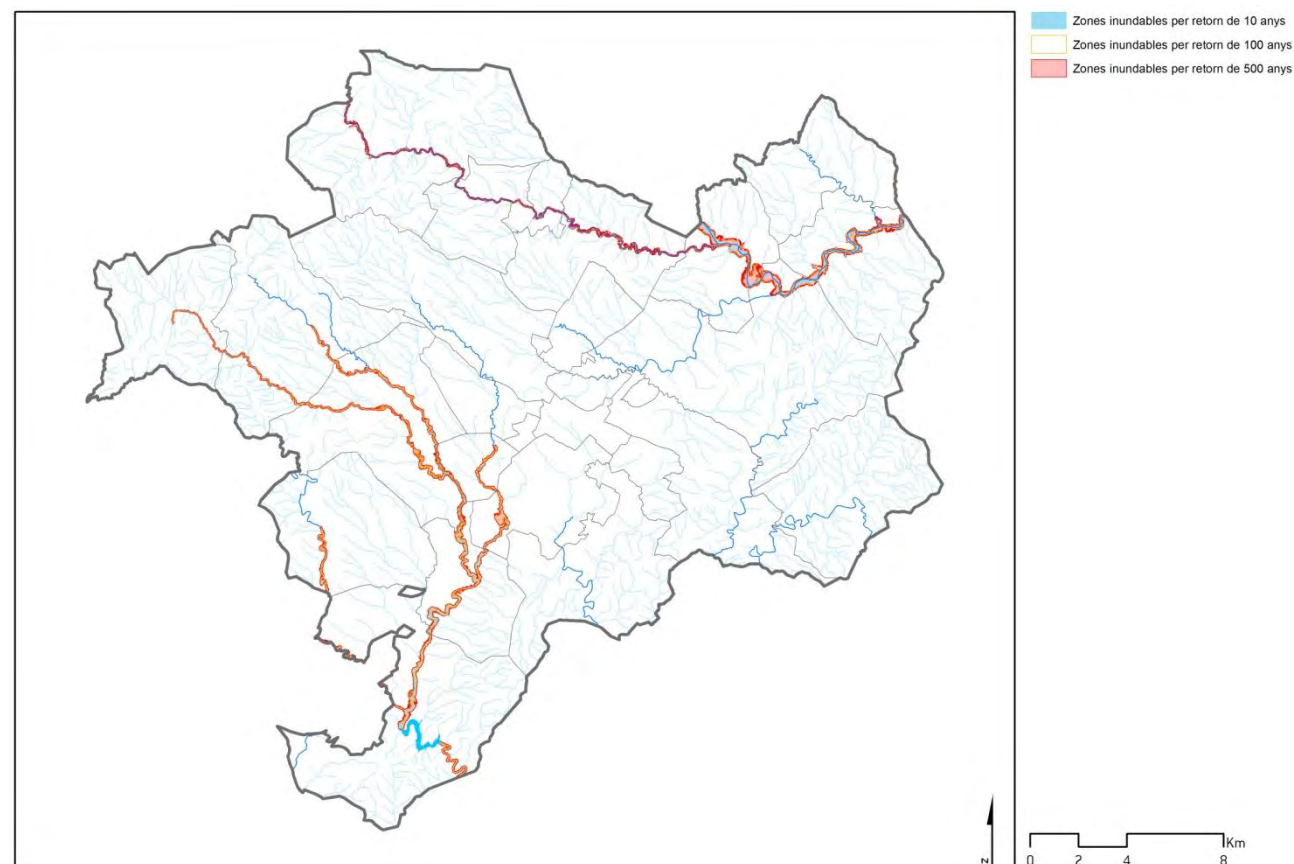 Zones inundables per retorn de 10 anys
Zones inundables per retorn de 100 anys
Zones inundables per retorn de 500 anys
N
Km
0 2 4 8